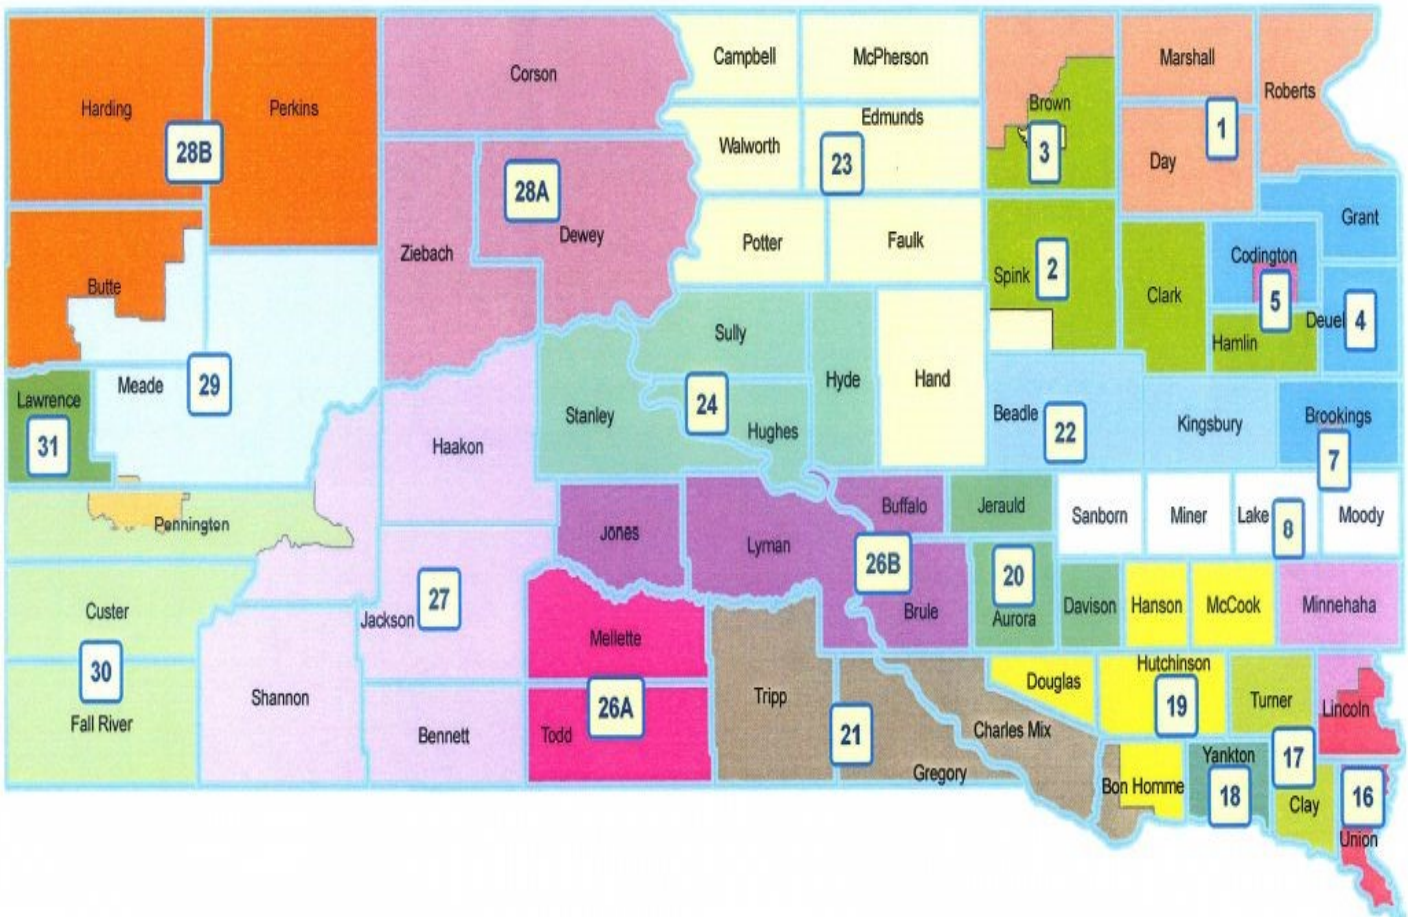 Campbell
McPherson
Marshall
Corson
Roberts
Harding
Perkins
Brown
Edmunds
1
28B
Walworth
3
23
Day
28A
Grant
Dewey
Potter
Faulk
Ziebach
Codington
Spink
2
Butte
Clark
5
4
Deuel
Sully
Hamlin
Meade
29
Hyde
Hand
Lawrence
24
Stanley
Beadle
22
Kingsbury
Brookings
Hughes
31
Haakon
7
Buffalo
Jerauld
Sanborn
Miner
Lake
8
Moody
Pennington
Jones
Lyman
26B
20
Custer
27
Jackson
Brule
Aurora
Davison
Hanson
McCook
Minnehaha
Mellette
30
Hutchinson
Douglas
Shannon
Tripp
19
Turner
Lincoln
Fall River
Bennett
Todd
26A
21
Charles Mix
Gregory
Yankton
17
Bon Homme
18
Clay
16
Union